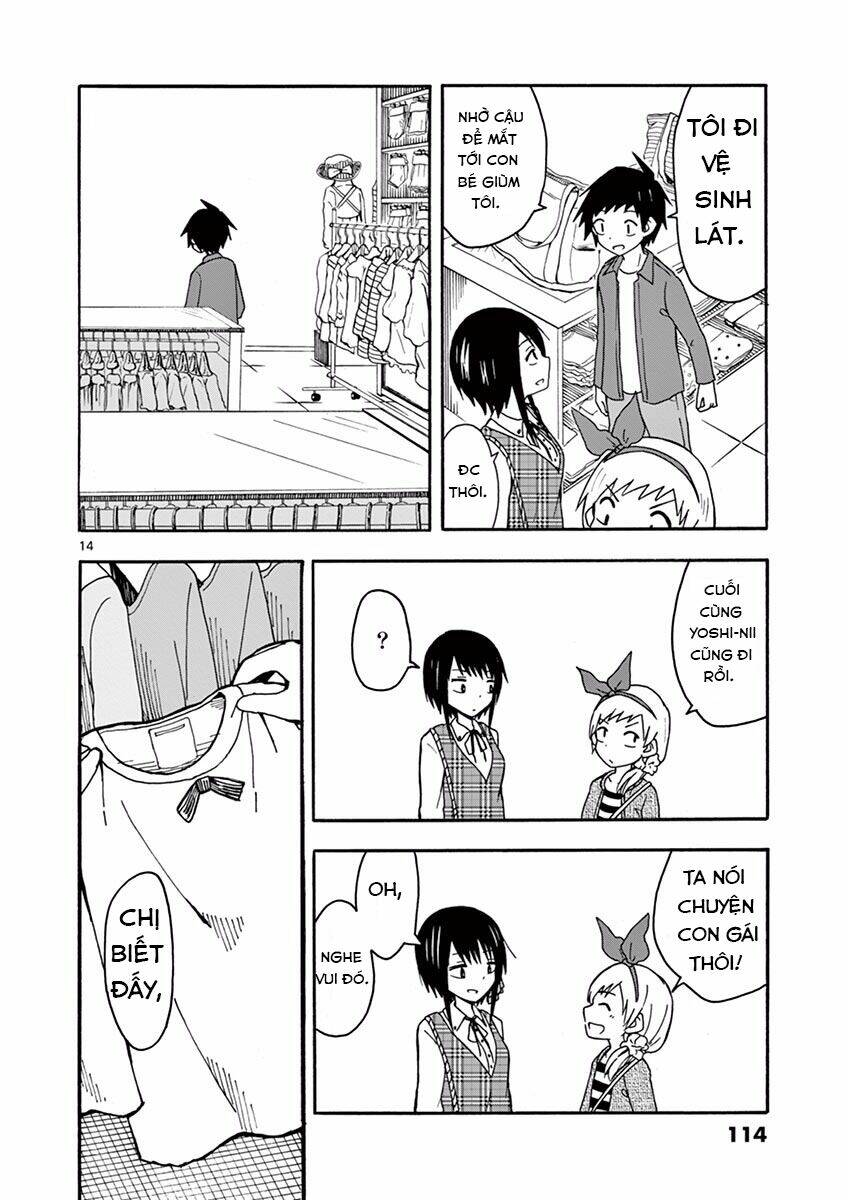 TÔI ĐI
VỆ
SINH
LÁT.
NHỜ CẬU
ĐỂ MẮT
TỚI CON
BÉ GIÙM
TÔI.
ĐC
THÔI.
14
CUỐI
CÙNG
YOSHI-NII
CŨNG ĐI
RỒI.
?
TA NÓI
CHUYỆN
CON GÁI
THÔI!
OH,
NGHE
VUI ĐÓ.
CHỊ
BIẾT
ĐẤY,
114